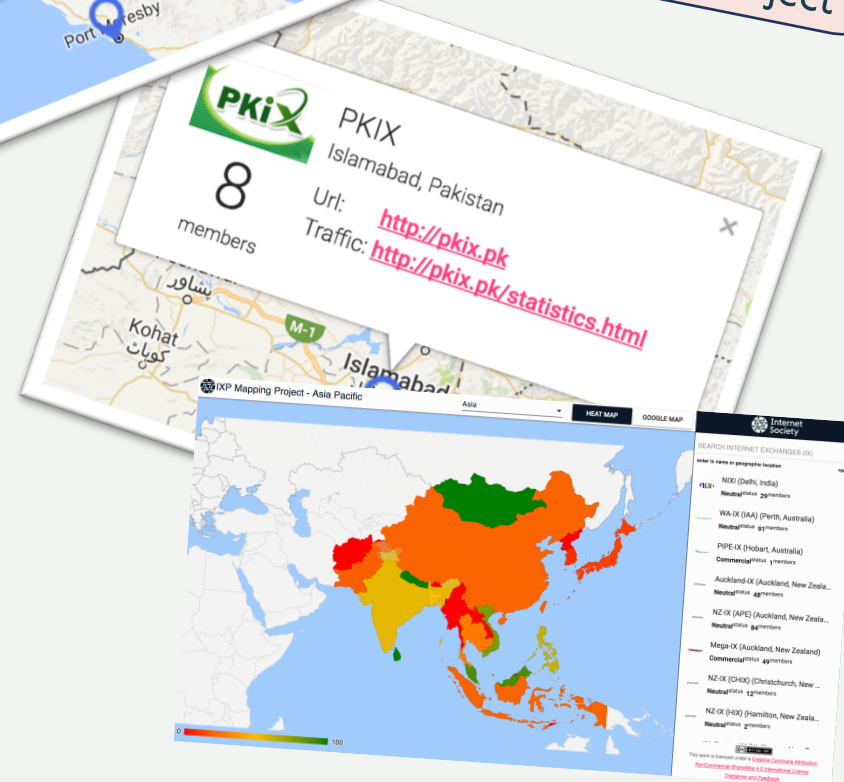 Port Moresby
PKiX
PKIX
Islamabad, Pakistan
8
members
Url: http://pkix.pk
Traffic: http://pkix.pk/statistics.html
×
پشاور
Kohat
کوہاٹ
M-1
Islamabad
IXP Mapping Project - Asia Pacific
Asia
HEAT MAP
GOOGLE MAP
Internet
Society
SEARCH INTERNET EXCHANGES (IX)
enter ix name or geographic location
NIXI (Delhi, India)
Neutral status 29 members
WA-IX (IAA) (Perth, Australia)
Neutral status 91 members
PIPE-IX (Hobart, Australia)
Commercial status 1 members
Auckland-IX (Auckland, New Zeala...
Neutral status 48 members
NZ-IX (APE) (Auckland, New Zeala...
Neutral status 84 members
Mega-IX (Auckland, New Zealand)
Commercial status 49 members
NZ-IX (CHIX) (Christchurch, New ...
Neutral status 12 members
NZ-IX (HIX) (Hamilton, New Zeala...
Neutral status 2 members
0
100
This work is licensed under a Creative Commons Attribution-
NonCommercial-ShareAlike 4.0 International License
Disclaimer and Feedback